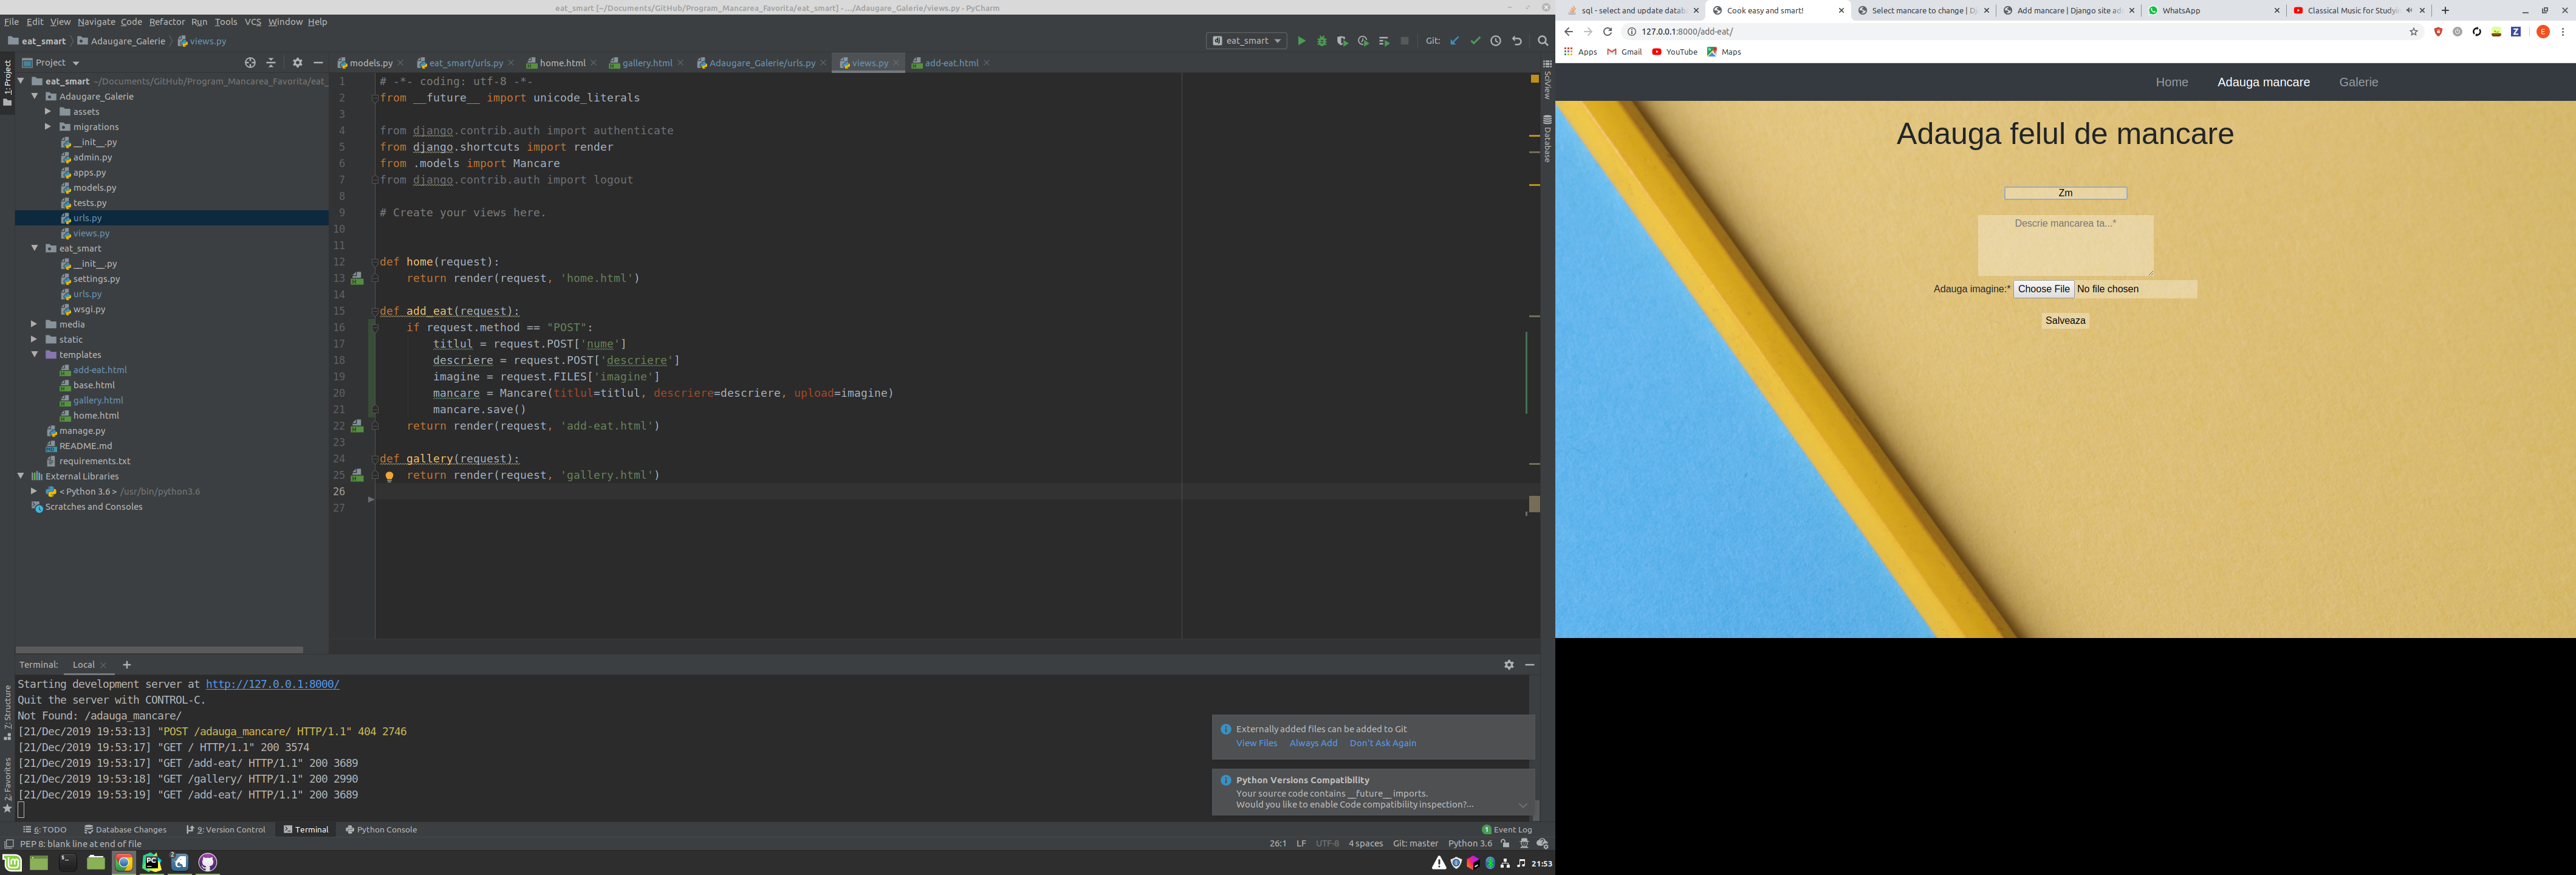 eat_smart [~/Documents/GitHub/Program_Mancarea_Favorita/eat_smart] - .../Adaugare_Galerie/views.py - PyCharm
File Edit View Navigate Code Refactor Run Tools VCS Window Help
eat_smart Adaugare_Galerie views.py
eat_smart Git:
Project
models.py eat_smart/urls.py home.html gallery.html Adaugare_Galerie/urls.py views.py add-eat.html
1: Project
eat_smart ~/Documents/GitHub/Program_Mancarea_Favorita/eat_
Adaugare_Galerie
assets
migrations
__init__.py
admin.py
apps.py
models.py
tests.py
urls.py
views.py
eat_smart
__init__.py
settings.py
urls.py
wsgi.py
media
static
templates
add-eat.html
base.html
gallery.html
home.html
manage.py
README.md
requirements.txt
External Libraries
< Python 3.6 > /usr/bin/python3.6
Scratches and Consoles
7: Structure
2: Favorites
1 # -*- coding: utf-8 -*-
2 from __future__ import unicode_literals
3
4 from django.contrib.auth import authenticate
5 from django.shortcuts import render
6 from .models import Mancare
7 from django.contrib.auth import logout
8
9 # Create your views here.
10
11
12 def home(request):
13 return render(request, 'home.html')
14
15 def add_eat(request):
16 if request.method == "POST":
17 titlul = request.POST['nume']
18 descriere = request.POST['descriere']
19 imagine = request.FILES['imagine']
20 mancare = Mancare(titlul=titlul, descriere=descriere, upload=imagine)
21 mancare.save()
22 return render(request, 'add-eat.html')
23
24 def gallery(request):
25 return render(request, 'gallery.html')
26
27
SciView
Database
Terminal: Local +
Starting development server at http://127.0.0.1:8000/
Quit the server with CONTROL-C.
Not Found: /adauga_mancare/
[21/Dec/2019 19:53:13] "POST /adauga_mancare/ HTTP/1.1" 404 2746
[21/Dec/2019 19:53:17] "GET / HTTP/1.1" 200 3574
[21/Dec/2019 19:53:17] "GET /add-eat/ HTTP/1.1" 200 3689
[21/Dec/2019 19:53:18] "GET /gallery/ HTTP/1.1" 200 2990
[21/Dec/2019 19:53:19] "GET /add-eat/ HTTP/1.1" 200 3689
Externally added files can be added to Git
View Files Always Add Don't Ask Again
Python Versions Compatibility
Your source code contains __future__ imports.
Would you like to enable Code compatibility inspection?...
6: TODO Database Changes 9: Version Control Terminal Python Console
1 Event Log
PEP 8: blank line at end of file
26:1 LF UTF-8 4 spaces Git: master Python 3.6
21:53
sql - select and update datab Cook easy and smart! Select mancare to change | Dj Add mancare | Django site ad WhatsApp Classical Music for Studyi
127.0.0.1:8000/add-eat/
Apps Gmail YouTube Maps
Home Adauga mancare Galerie
Adauga felul de mancare
Zm
Descrie mancarea ta...*
Adauga imagine:* Choose File No file chosen
Salveaza